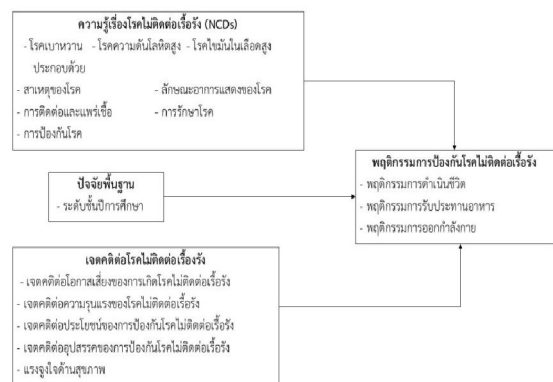 ความรู้เรื่องโรคไม่ติดต่อเรื้อรัง (NCDs)
- โรคเบาหวาน - โรคความดันโลหิตสูง - โรคไขมันในเลือดสูง
ประกอบด้วย
- สาเหตุของโรค - ลักษณะอาการแสดงของโรค
- การติดต่อและแพร่เชื้อ - การรักษาโรค
- การป้องกันโรค
พฤติกรรมการป้องกันโรคไม่ติดต่อเรื้อรัง
- พฤติกรรมการดำเนินชีวิต
- พฤติกรรมการรับประทานอาหาร
- พฤติกรรมการออกกำลังกาย
ปัจจัยพื้นฐาน
- ระดับชั้นปีการศึกษา
เจตคติต่อโรคไม่ติดต่อเรื้องรัง
- เจตคติต่อโอกาสเสี่ยงของการเกิดโรคไม่ติดต่อเรื้อรัง
- เจตคติต่อความรุนแรงของโรคไม่ติดต่อเรื้อรัง
- เจตคติต่อประโยชน์ของการป้องกันโรคไม่ติดต่อเรื้อรัง
- เจตคติต่ออุปสรรคของการป้องกันโรคไม่ติดต่อเรื้อรัง
- แรงจูงใจด้านสุขภาพ